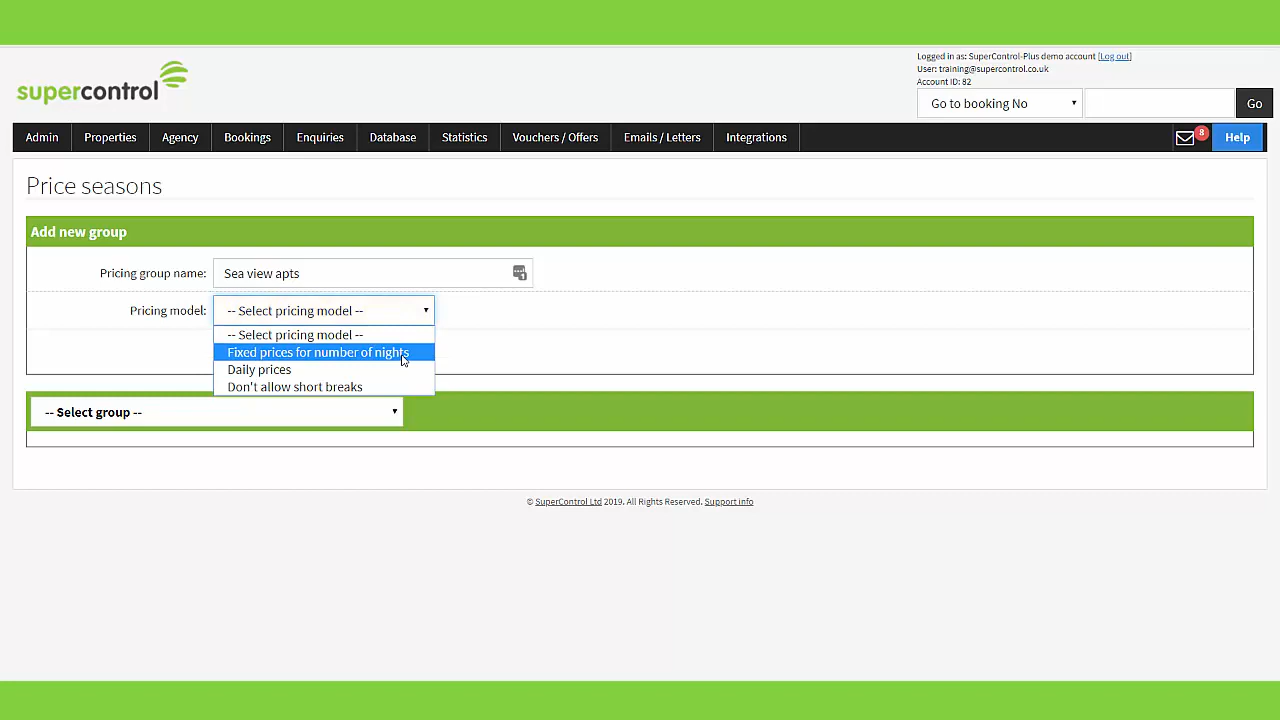 supercontrol
Logged in as: SuperControl-Plus demo account [Log out]
User: training@supercontrol.co.uk
Account ID: 82
Go to booking No
Go
Admin Properties Agency Bookings Enquiries Database Statistics Vouchers / Offers Emails / Letters Integrations 8 Help
Price seasons
Add new group
Pricing group name: Sea view apts
Pricing model: -- Select pricing model --
-- Select pricing model --
Fixed prices for number of nights
Daily prices
Don't allow short breaks
-- Select group --
© SuperControl Ltd 2019. All Rights Reserved. Support info